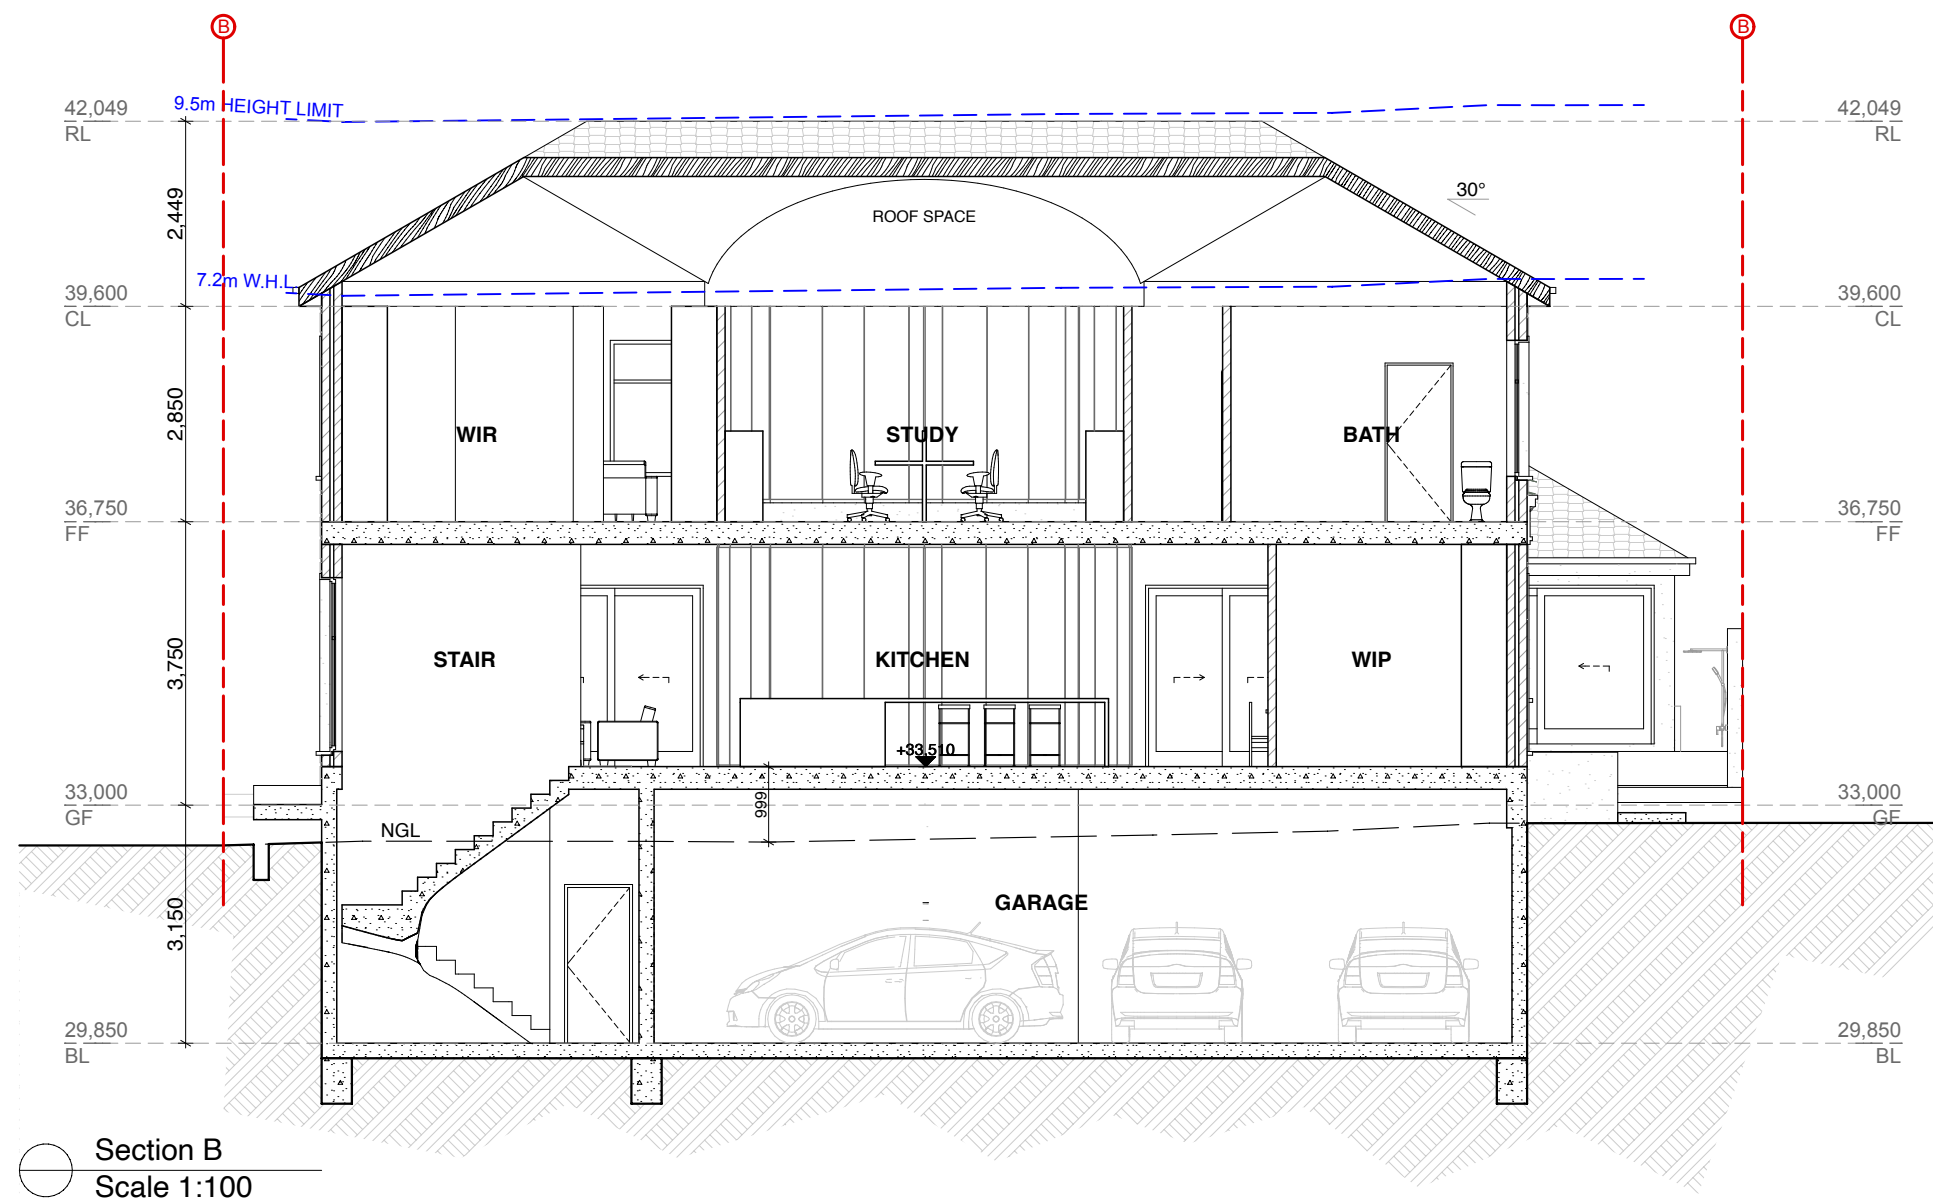 B
B
9.5m HEIGHT LIMIT
42,049
RL
42,049
RL
30°
2,449
ROOF SPACE
7.2m W.H.L
39,600
CL
39,600
CL
2,850
WIR
STUDY
BATH
36,750
FF
36,750
FF
3,750
STAIR
KITCHEN
WIP
+33,510
33,000
GF
999
33,000
GF
NGL
3,150
GARAGE
29,850
BL
29,850
BL
Section B
Scale 1:100